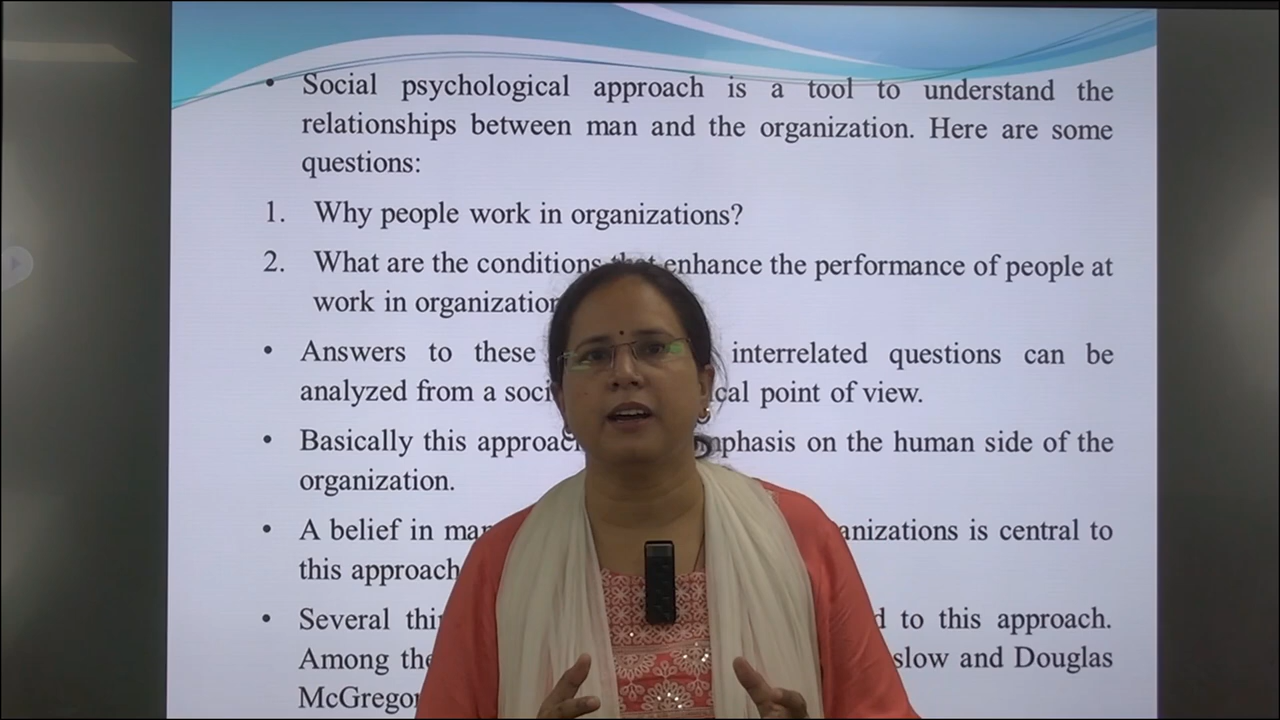 • Social psychological approach is a tool to understand the
relationships between man and the organization. Here are some
questions:
1. Why people work in organizations?
2. What are the conditions that enhance the performance of people at
work in organization
• Answers to these interrelated questions can be
analyzed from a soci cal point of view.
• Basically this approac mphasis on the human side of the
organization.
• A belief in man anizations is central to
this approach
• Several thi d to this approach.
Among the slow and Douglas
McGregor